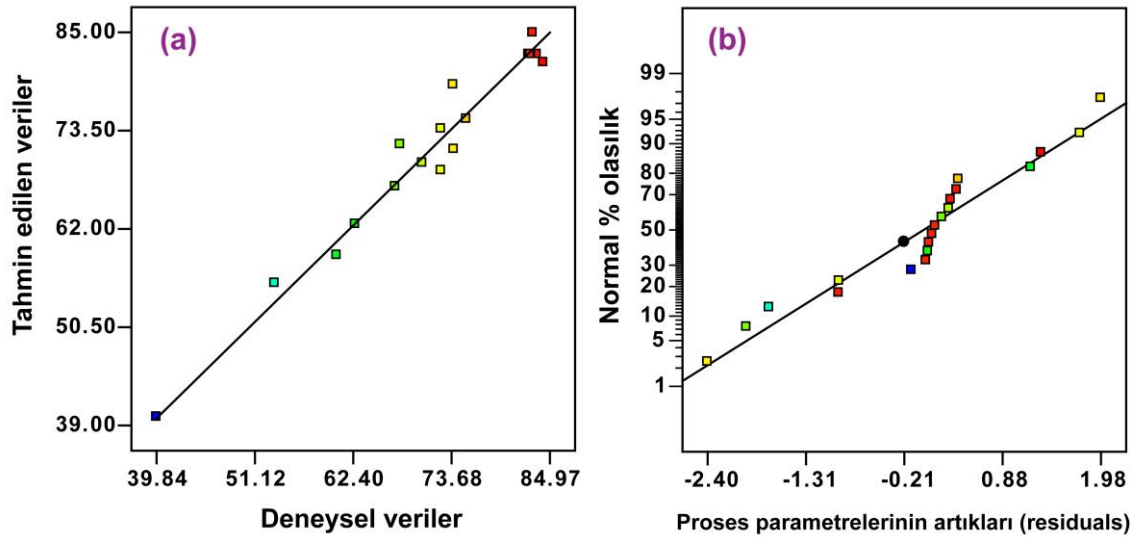 (a)
Tahmin edilen veriler
85.00
73.50
62.00
50.50
39.00
39.84 51.12 62.40 73.68 84.97
Deneysel veriler
(b)
Normal % olasılık
99
95
90
80
70
50
30
20
10
5
1
-2.40 -1.31 -0.21 0.88 1.98
Proses parametrelerinin artıkları (residuals)